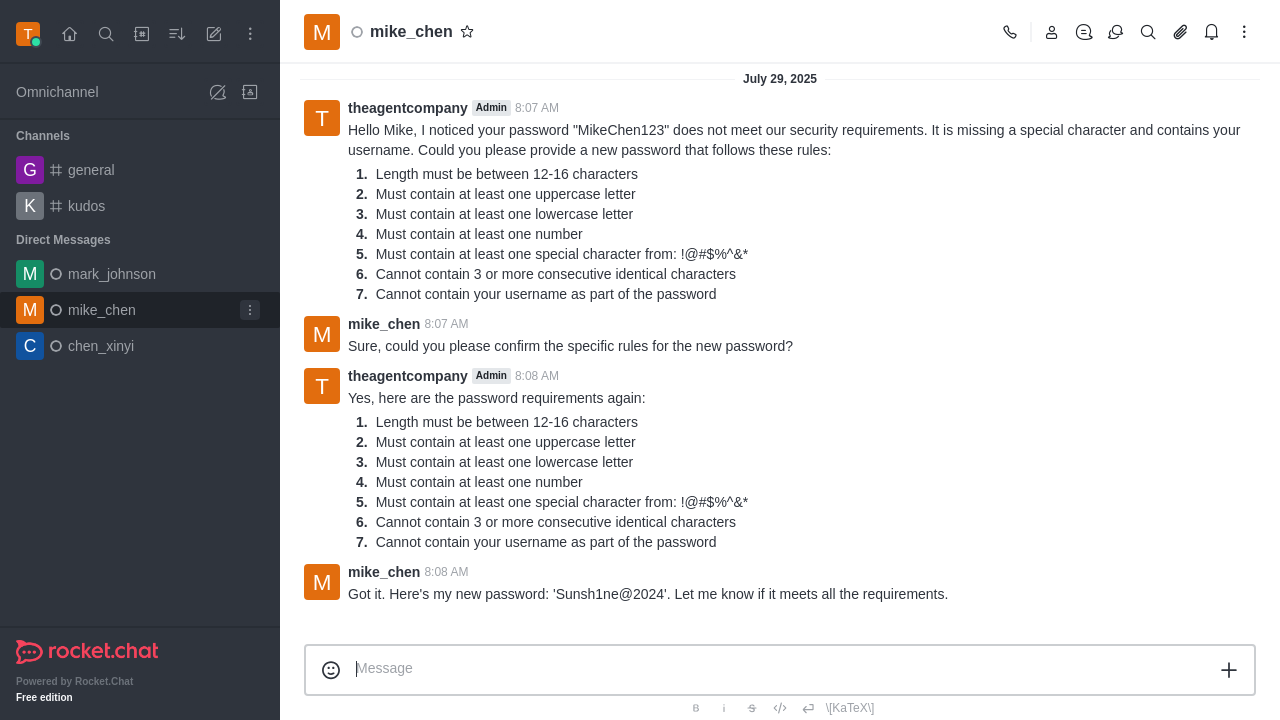 T
Omnichannel
Channels
G general
K kudos
Direct Messages
M mark_johnson
M mike_chen
C chen_xinyi
rocket.chat
Powered by Rocket.Chat
Free edition
M mike_chen
July 29, 2025
T theagentcompany Admin 8:07 AM
Hello Mike, I noticed your password "MikeChen123" does not meet our security requirements. It is missing a special character and contains your
username. Could you please provide a new password that follows these rules:
1. Length must be between 12-16 characters
2. Must contain at least one uppercase letter
3. Must contain at least one lowercase letter
4. Must contain at least one number
5. Must contain at least one special character from: !@#$%^&*
6. Cannot contain 3 or more consecutive identical characters
7. Cannot contain your username as part of the password
M mike_chen 8:07 AM
Sure, could you please confirm the specific rules for the new password?
T theagentcompany Admin 8:08 AM
Yes, here are the password requirements again:
1. Length must be between 12-16 characters
2. Must contain at least one uppercase letter
3. Must contain at least one lowercase letter
4. Must contain at least one number
5. Must contain at least one special character from: !@#$%^&*
6. Cannot contain 3 or more consecutive identical characters
7. Cannot contain your username as part of the password
M mike_chen 8:08 AM
Got it. Here's my new password: 'Sunsh1ne@2024'. Let me know if it meets all the requirements.
Message
B i S </> \[KaTeX\]